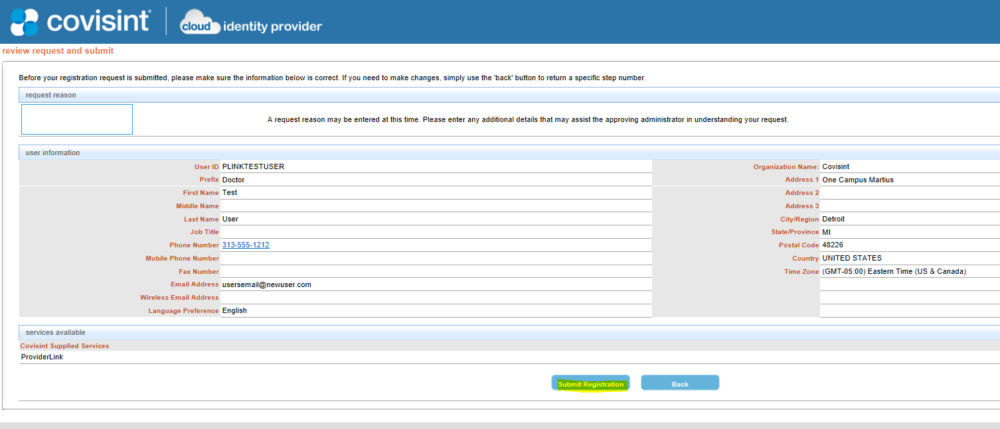 covisint® cloud identity provider
review request and submit
Before your registration request is submitted, please make sure the information below is correct. If you need to make changes, simply use the 'back' button to return a specific step number.
request reason
A request reason may be entered at this time. Please enter any additional details that may assist the approving administrator in understanding your request.
user information
User ID PLINKTESTUSER Organization Name: Covisint
Prefix Doctor Address 1 One Campus Martius
First Name Test Address 2
Middle Name Address 3
Last Name User City/Region Detroit
Job Title State/Province MI
Phone Number 313-555-1212 Postal Code 48226
Mobile Phone Number Country UNITED STATES
Fax Number Time Zone (GMT-05:00) Eastern Time (US & Canada)
Email Address usersemail@newuser.com
Wireless Email Address
Language Preference English
services available
Covisint Supplied Services
ProviderLink
Submit Registration Back